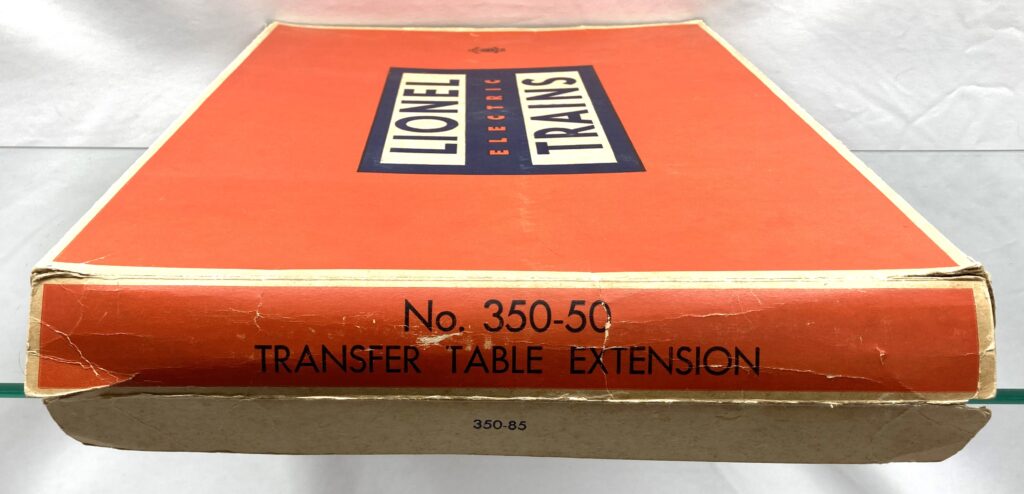 LIONEL
ELECTRIC
TRAINS
No. 350-50
TRANSFER TABLE EXTENSION
350-85